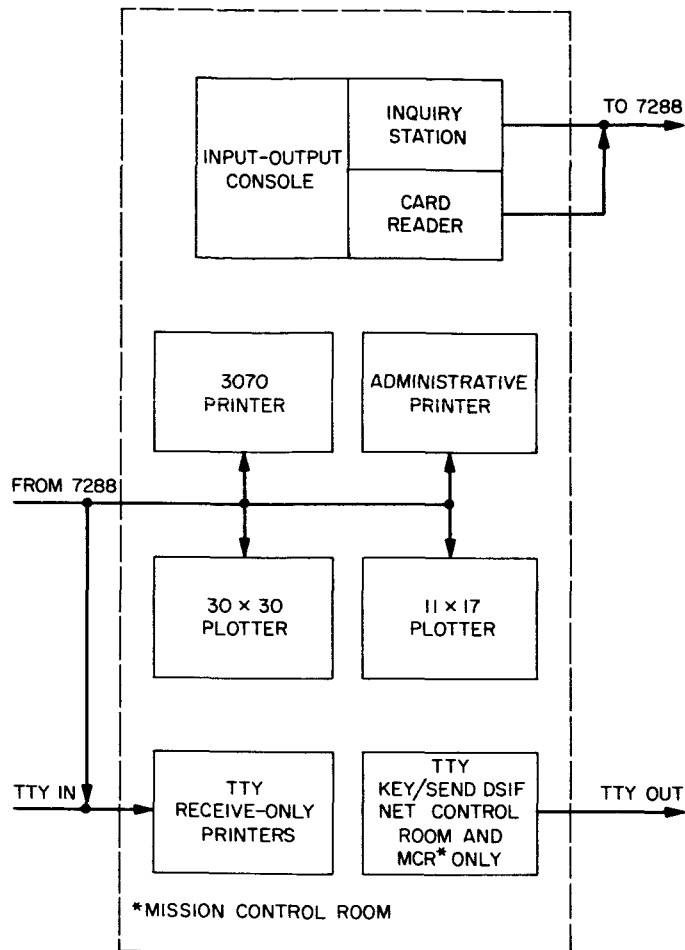 INPUT-OUTPUT
CONSOLE
INQUIRY
STATION
CARD
READER
TO 7288
3070
PRINTER
ADMINISTRATIVE
PRINTER
FROM 7288
30 × 30
PLOTTER
11 × 17
PLOTTER
TTY IN
TTY
RECEIVE-ONLY
PRINTERS
TTY
KEY/SEND DSIF
NET CONTROL
ROOM AND
MCR* ONLY
TTY OUT
*MISSION CONTROL ROOM